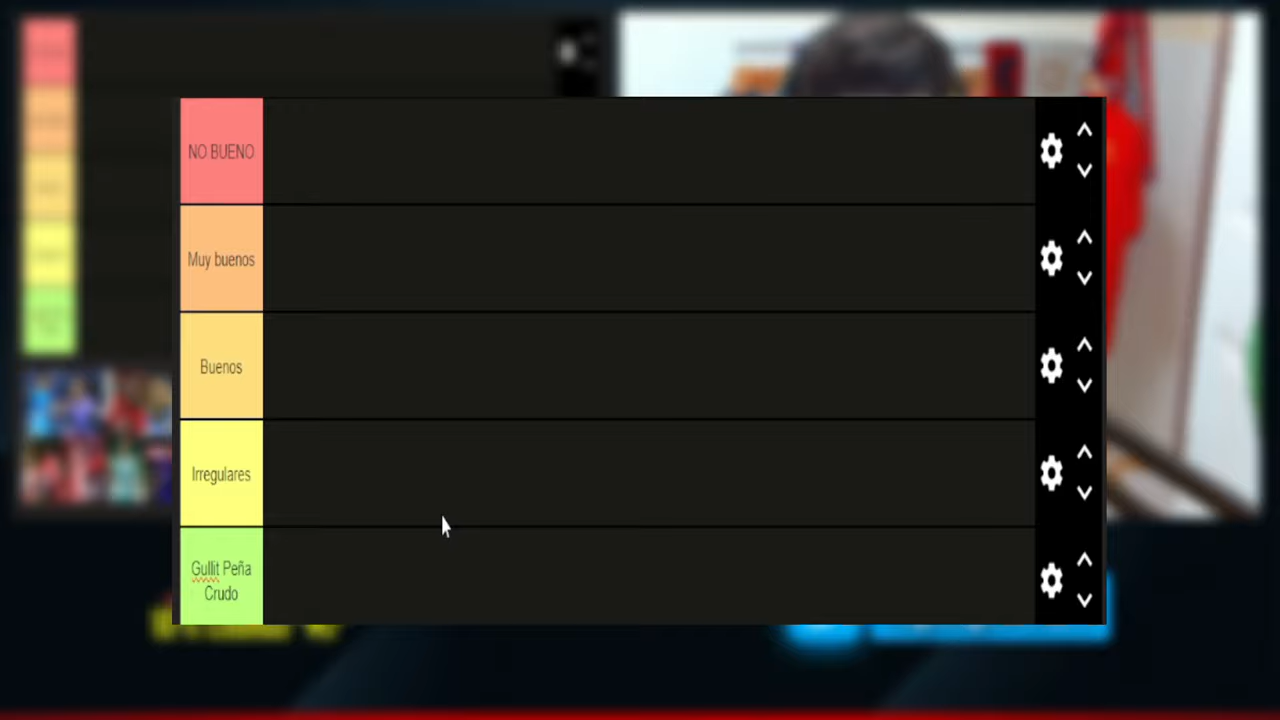 NO BUENO
Muy buenos
Buenos
Irregulares
Gullit Peña
Crudo